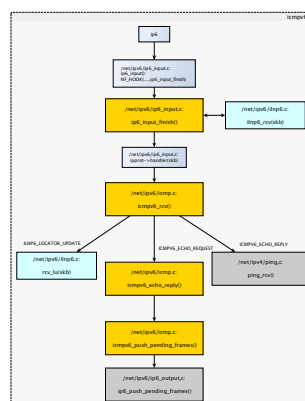 icmpv6
ip6
/net/ipv6/ip6_input.c:
ip6_input():
NF_HOOK(...,ip6_input_finish)
/net/ipv6/ip6_input.c:
ip6_input_finish()
/net/ipv6/ilnp6.c:
ilnp6_rcv(skb)
/net/ipv6/ip6_input.c:
ipprot->handler(skb)
/net/ipv6/icmp.c:
icmpv6_rcv()
ILNP6_LOCATOR_UPDATE
ICMPV6_ECHO_REQUEST
ICMPV6_ECHO_REPLY
/net/ipv6/ilnp6.c:
rcv_lu(skb)
/net/ipv6/icmp.c:
icmpv6_echo_reply()
/net/ipv4/ping.c:
ping_rcv()
/net/ipv6/icmp.c:
icmpv6_push_pending_frames()
/net/ipv6/ip6_output.c:
ip6_push_pending_frames()